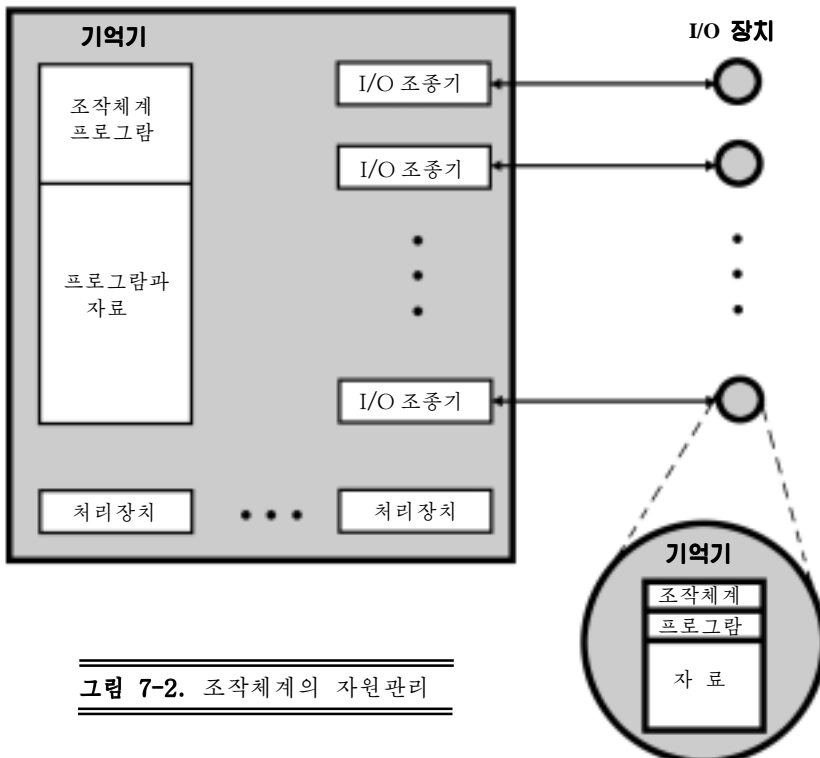 기억기
I/O 장치
조작체계
프로그람
I/O 조종기
I/O 조종기
프로그람과
자료
I/O 조종기
처리장치
처리장치
기억기
조작체계
프로그람
자 료
그림 7-2. 조작체계의 자원관리